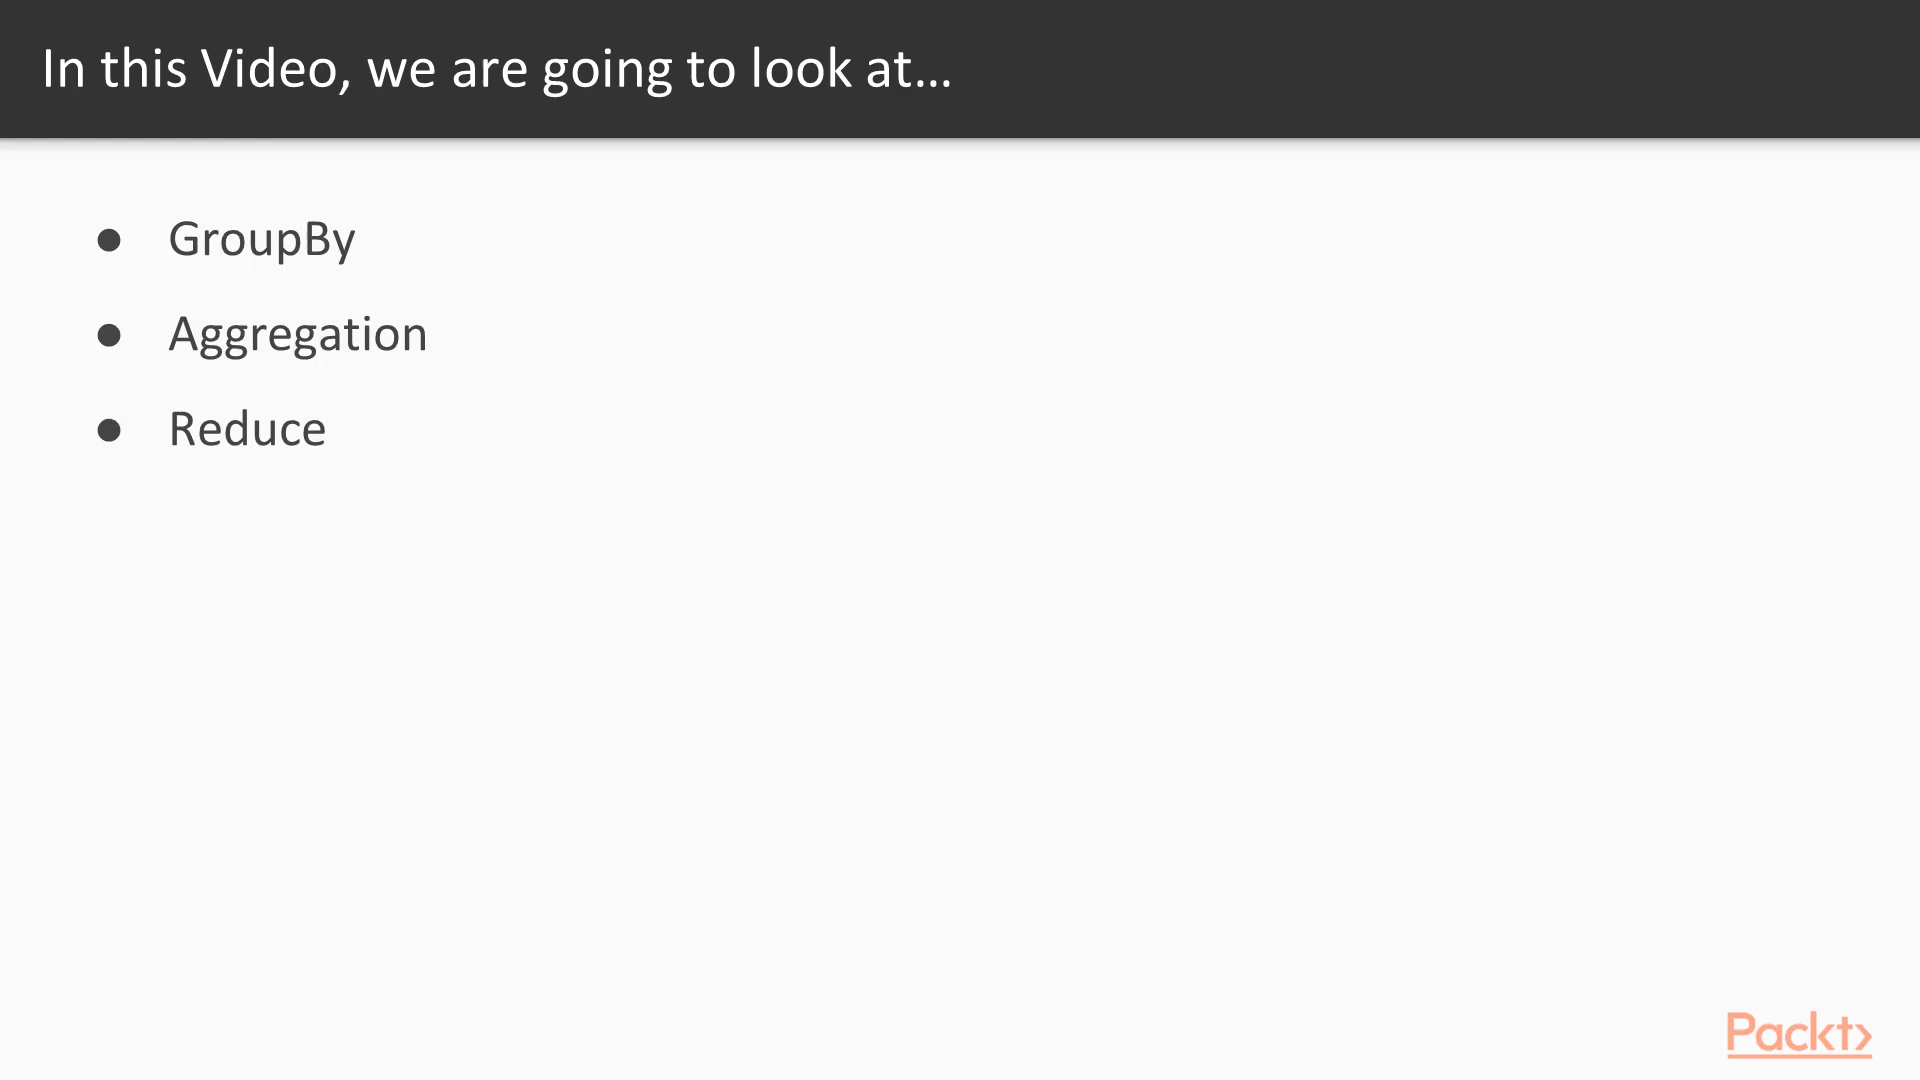 In this Video, we are going to look at...
● GroupBy
● Aggregation
● Reduce
Packt>